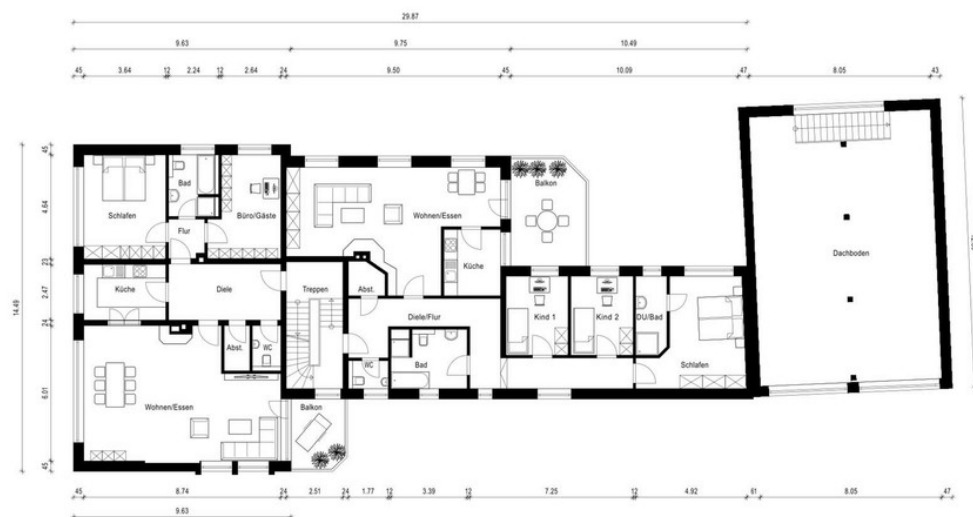 29.87
9.63 9.75 10.49
45 3.64 12 2.24 12 2.64 24 9.50 45 10.09 47 8.05 43
45
Bad
Balkon
4.64
Schlafen
Büro/Gäste
Wohnen/Essen
Flur
Dachboden
23
Küche
14.49
2.47
Küche
Diele
Treppen
Abst.
24
Diele/Flur
Kind 1
Kind 2
DU/Bad
Abst.
WC
WC
Bad
Schlafen
6.01
Wohnen/Essen
Balkon
45
45 8.74 24 2.51 24 1.77 12 3.39 12 7.25 12 4.92 61 8.05 47
9.63